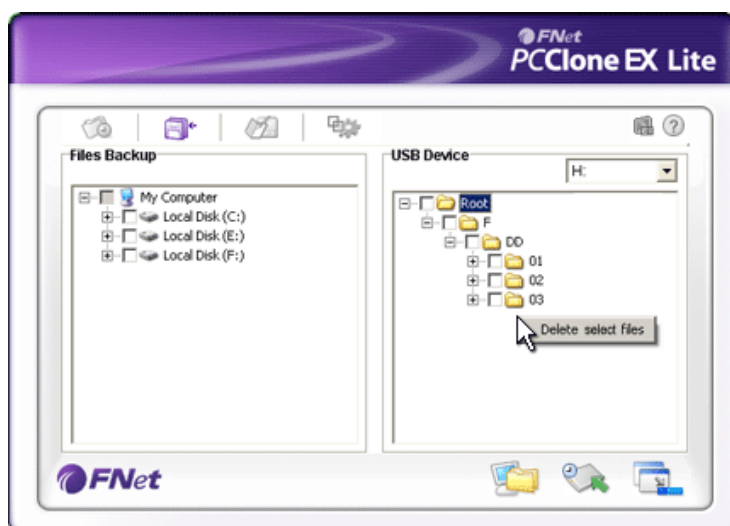 FNet
PCClone EX Lite
Files Backup
My Computer
Local Disk (C:)
Local Disk (E:)
Local Disk (F:)
USB Device
H:
Root
F
DD
01
02
03
Delete select files
FNet